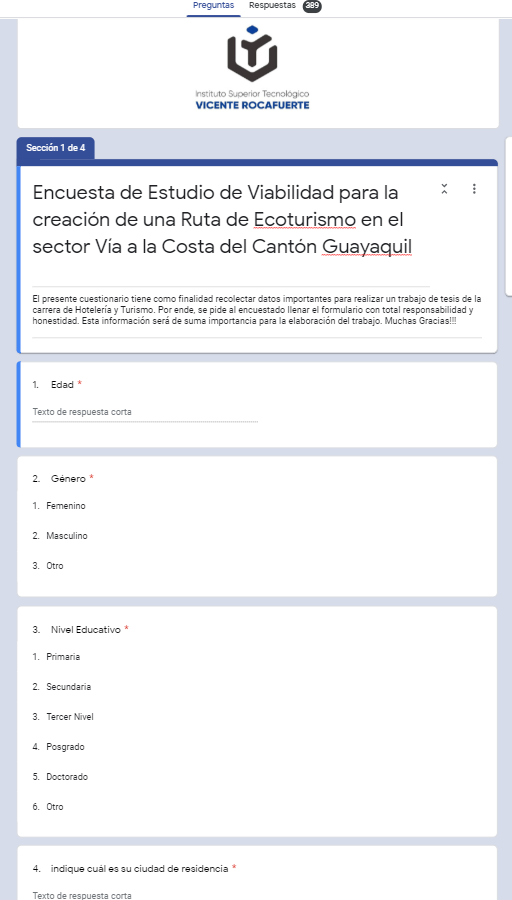 Preguntas Respuestas 389
Instituto Superior Tecnológico
VICENTE ROCAFUERTE
Sección 1 de 4
Encuesta de Estudio de Viabilidad para la
creación de una Ruta de Ecoturismo en el
sector Vía a la Costa del Cantón Guayaquil
El presente cuestionario tiene como finalidad recolectar datos importantes para realizar un trabajo de tesis de la
carrera de Hotelería y Turismo. Por ende, se pide al encuestado llenar el formulario con total responsabilidad y
honestidad. Esta información será de suma importancia para la elaboración del trabajo. Muchas Gracias!!!
1. Edad *
Texto de respuesta corta
2. Género *
1. Femenino
2. Masculino
3. Otro
3. Nivel Educativo *
1. Primaria
2. Secundaria
3. Tercer Nivel
4. Posgrado
5. Doctorado
6. Otro
4. indique cuál es su ciudad de residencia *
Texto de respuesta corta